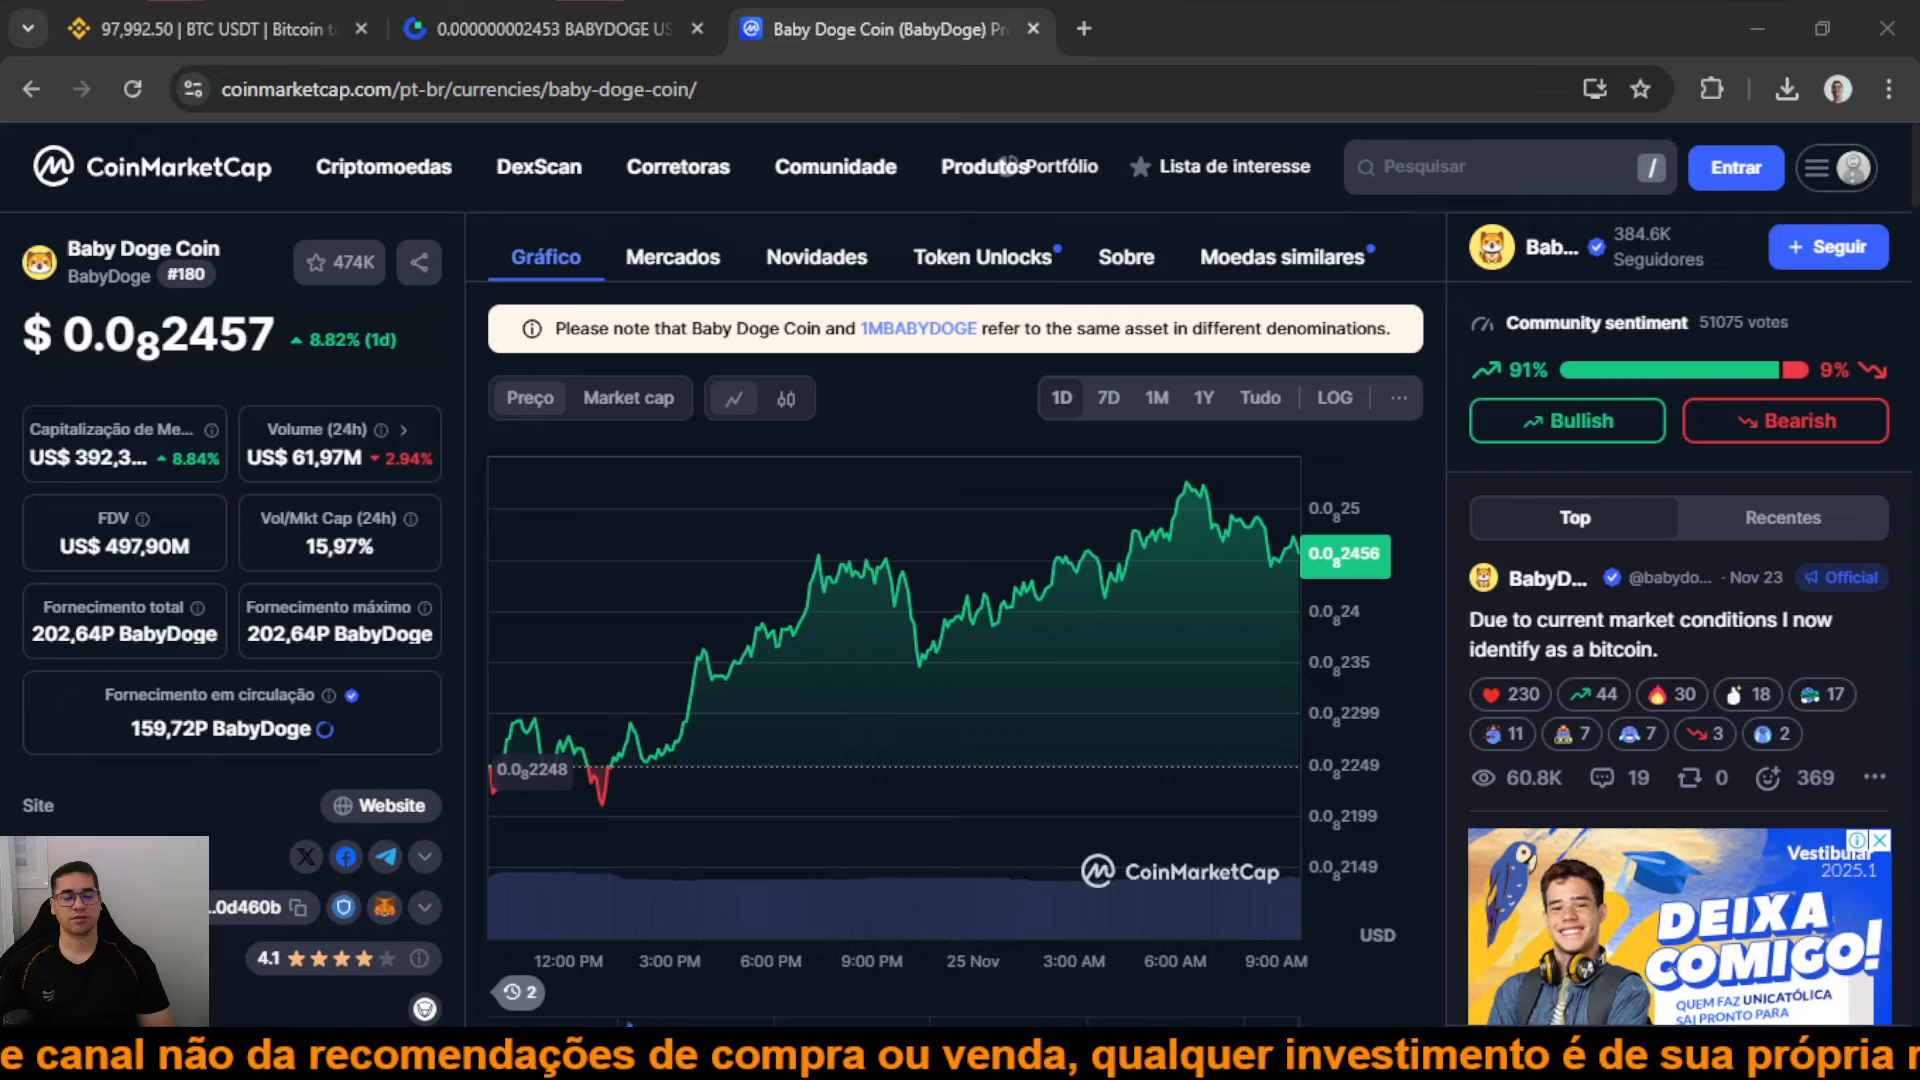 97,992.50 | BTC USDT | Bitcoin t
0.000000002453 BABYDOGE US
Baby Doge Coin (BabyDoge) Pr
coinmarketcap.com/pt-br/currencies/baby-doge-coin/
CoinMarketCap
Criptomoedas
DexScan
Corretoras
Comunidade
Produtos
Portfólio
Lista de interesse
Pesquisar
/
Entrar
Baby Doge Coin
BabyDoge #180
474K
$ 0.0₈2457
8.82% (1d)
Capitalização de Me...
US$ 392,3... 8.84%
Volume (24h)
US$ 61,97M 2.94%
FDV
US$ 497,90M
Vol/Mkt Cap (24h)
15,97%
Fornecimento total
202,64P BabyDoge
Fornecimento máximo
202,64P BabyDoge
Fornecimento em circulação
159,72P BabyDoge
Site
Website
..0d460b
4.1
Gráfico
Mercados
Novidades
Token Unlocks
Sobre
Moedas similares
Please note that Baby Doge Coin and 1MBABYDOGE refer to the same asset in different denominations.
Preço
Market cap
1D
7D
1M
1Y
Tudo
LOG
0.0₈25
0.0₈2456
0.0₈24
0.0₈235
0.0₈2299
0.0₈2249
0.0₈2199
0.0₈2149
0.0₈2248
CoinMarketCap
USD
12:00 PM
3:00 PM
6:00 PM
9:00 PM
25 Nov
3:00 AM
6:00 AM
9:00 AM
2
Bab...
384.6K
Seguidores
+ Seguir
Community sentiment 51075 votes
91%
9%
Bullish
Bearish
Top
Recentes
BabyD... @babydo... · Nov 23 Official
Due to current market conditions I now
identify as a bitcoin.
230
44
30
18
17
11
7
7
3
2
60.8K
19
0
369
Vestibular
2025.1
DEIXA
COMIGO!
QUEM FAZ UNICATÓLICA
SAI PRONTO PARA
e canal não da recomendações de compra ou venda, qualquer investimento é de sua própria r